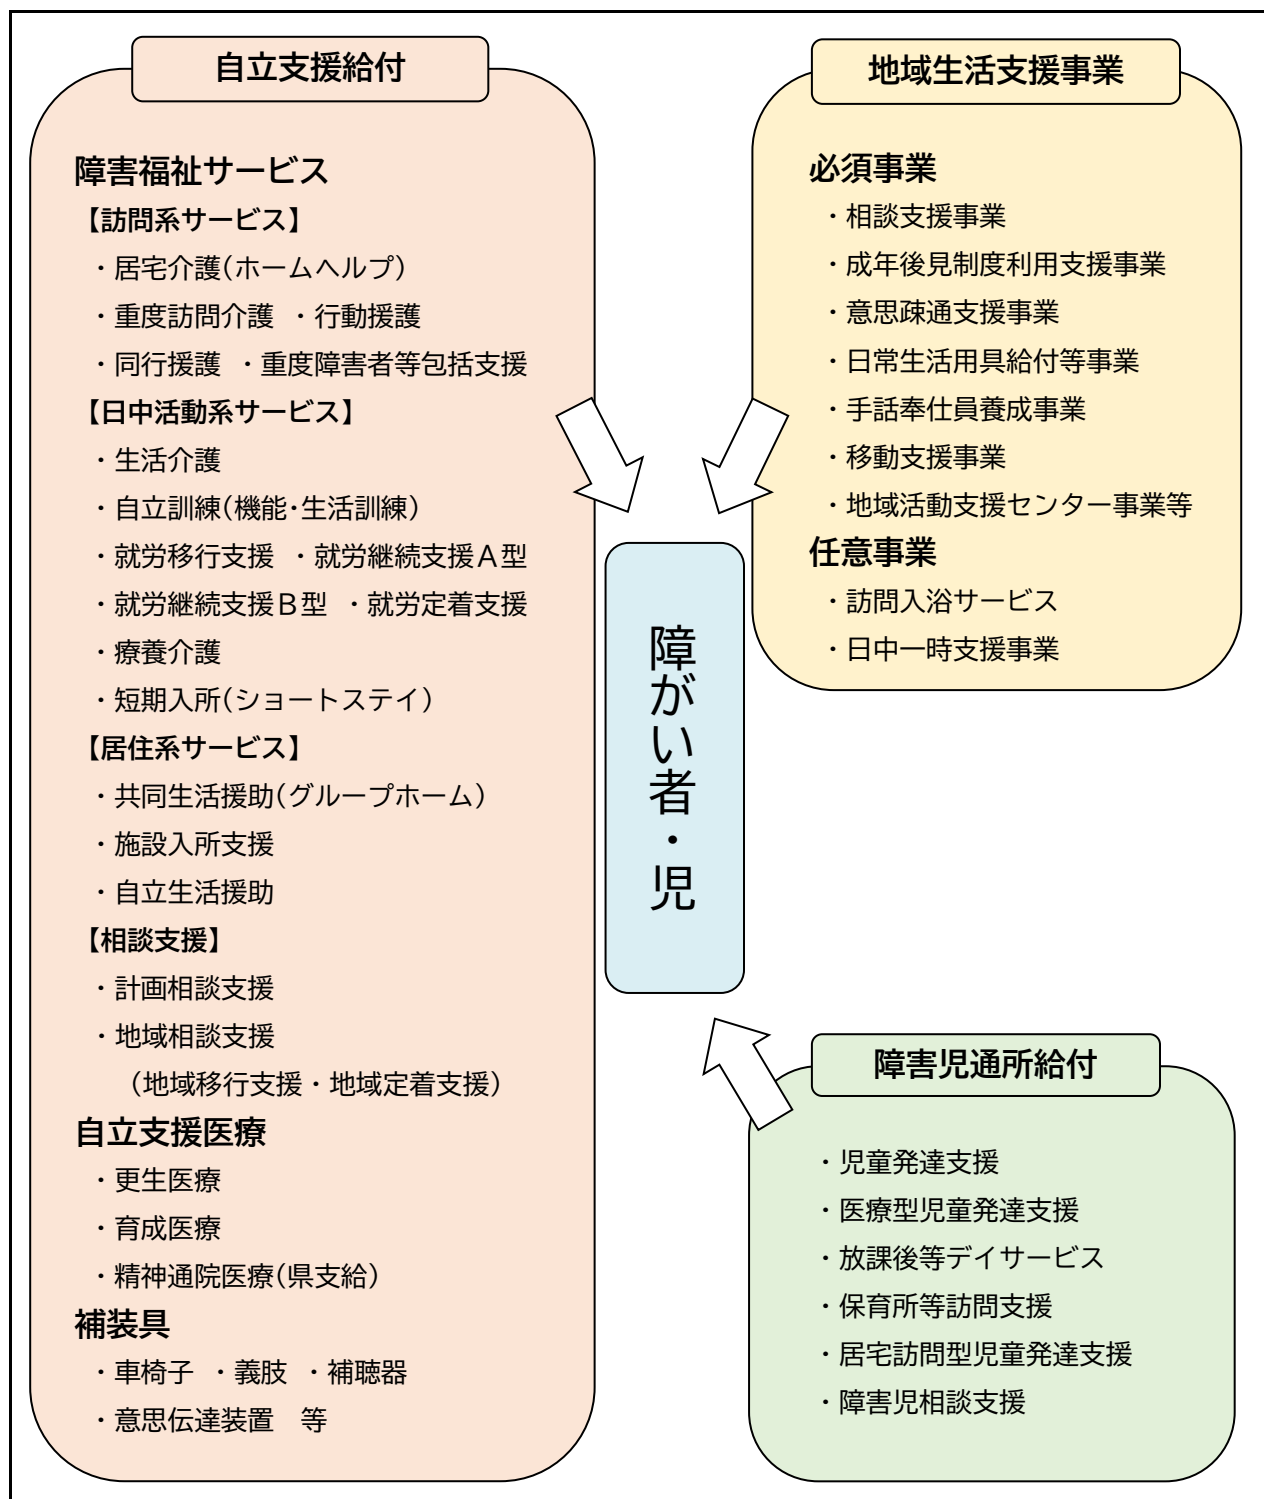 自立支援給付
障害福祉サービス
【訪問系サービス】
・居宅介護(ホームヘルプ)
・重度訪問介護 ・行動援護
・同行援護 ・重度障害者等包括支援
【日中活動系サービス】
・生活介護
・自立訓練(機能・生活訓練)
・就労移行支援 ・就労継続支援A型
・就労継続支援B型 ・就労定着支援
・療養介護
・短期入所(ショートステイ)
【居住系サービス】
・共同生活援助(グループホーム)
・施設入所支援
・自立生活援助
【相談支援】
・計画相談支援
・地域相談支援
（地域移行支援・地域定着支援）
自立支援医療
・更生医療
・育成医療
・精神通院医療(県支給)
補装具
・車椅子 ・義肢 ・補聴器
・意思伝達装置　等
障がい者・児
地域生活支援事業
必須事業
・相談支援事業
・成年後見制度利用支援事業
・意思疎通支援事業
・日常生活用具給付等事業
・手話奉仕員養成事業
・移動支援事業
・地域活動支援センター事業等
任意事業
・訪問入浴サービス
・日中一時支援事業
障害児通所給付
・児童発達支援
・医療型児童発達支援
・放課後等デイサービス
・保育所等訪問支援
・居宅訪問型児童発達支援
・障害児相談支援